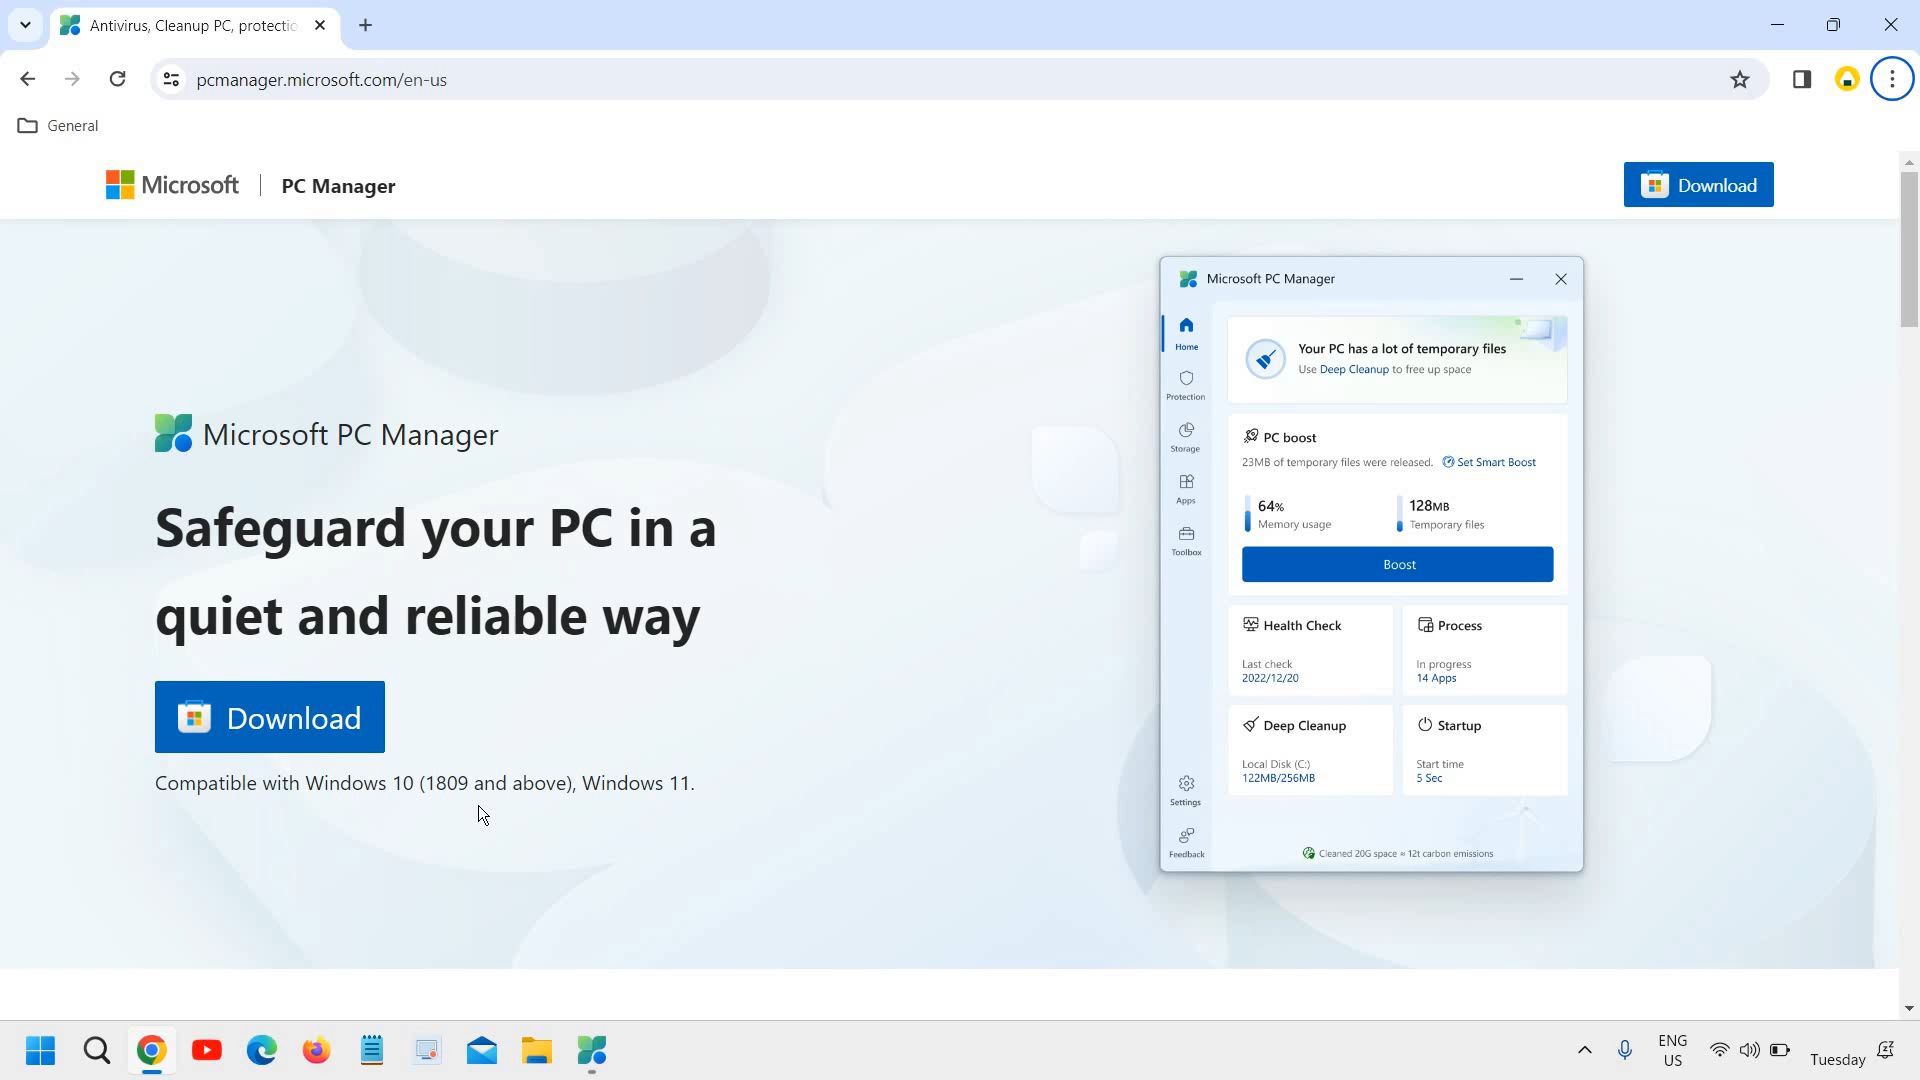 Antivirus, Cleanup PC, protectio
pcmanager.microsoft.com/en-us
General
Microsoft
PC Manager
Download
Microsoft PC Manager
Safeguard your PC in a
quiet and reliable way
Download
Compatible with Windows 10 (1809 and above), Windows 11.
Microsoft PC Manager
Home
Protection
Storage
Apps
Toolbox
Settings
Feedback
Your PC has a lot of temporary files
Use Deep Cleanup to free up space
PC boost
23MB of temporary files were released. Set Smart Boost
64%
Memory usage
128MB
Temporary files
Boost
Health Check
Last check
2022/12/20
Process
In progress
14 Apps
Deep Cleanup
Local Disk (C:)
122MB/256MB
Startup
Start time
5 Sec
Cleaned 20G space ≈ 12t carbon emissions
ENG
US
Tuesday